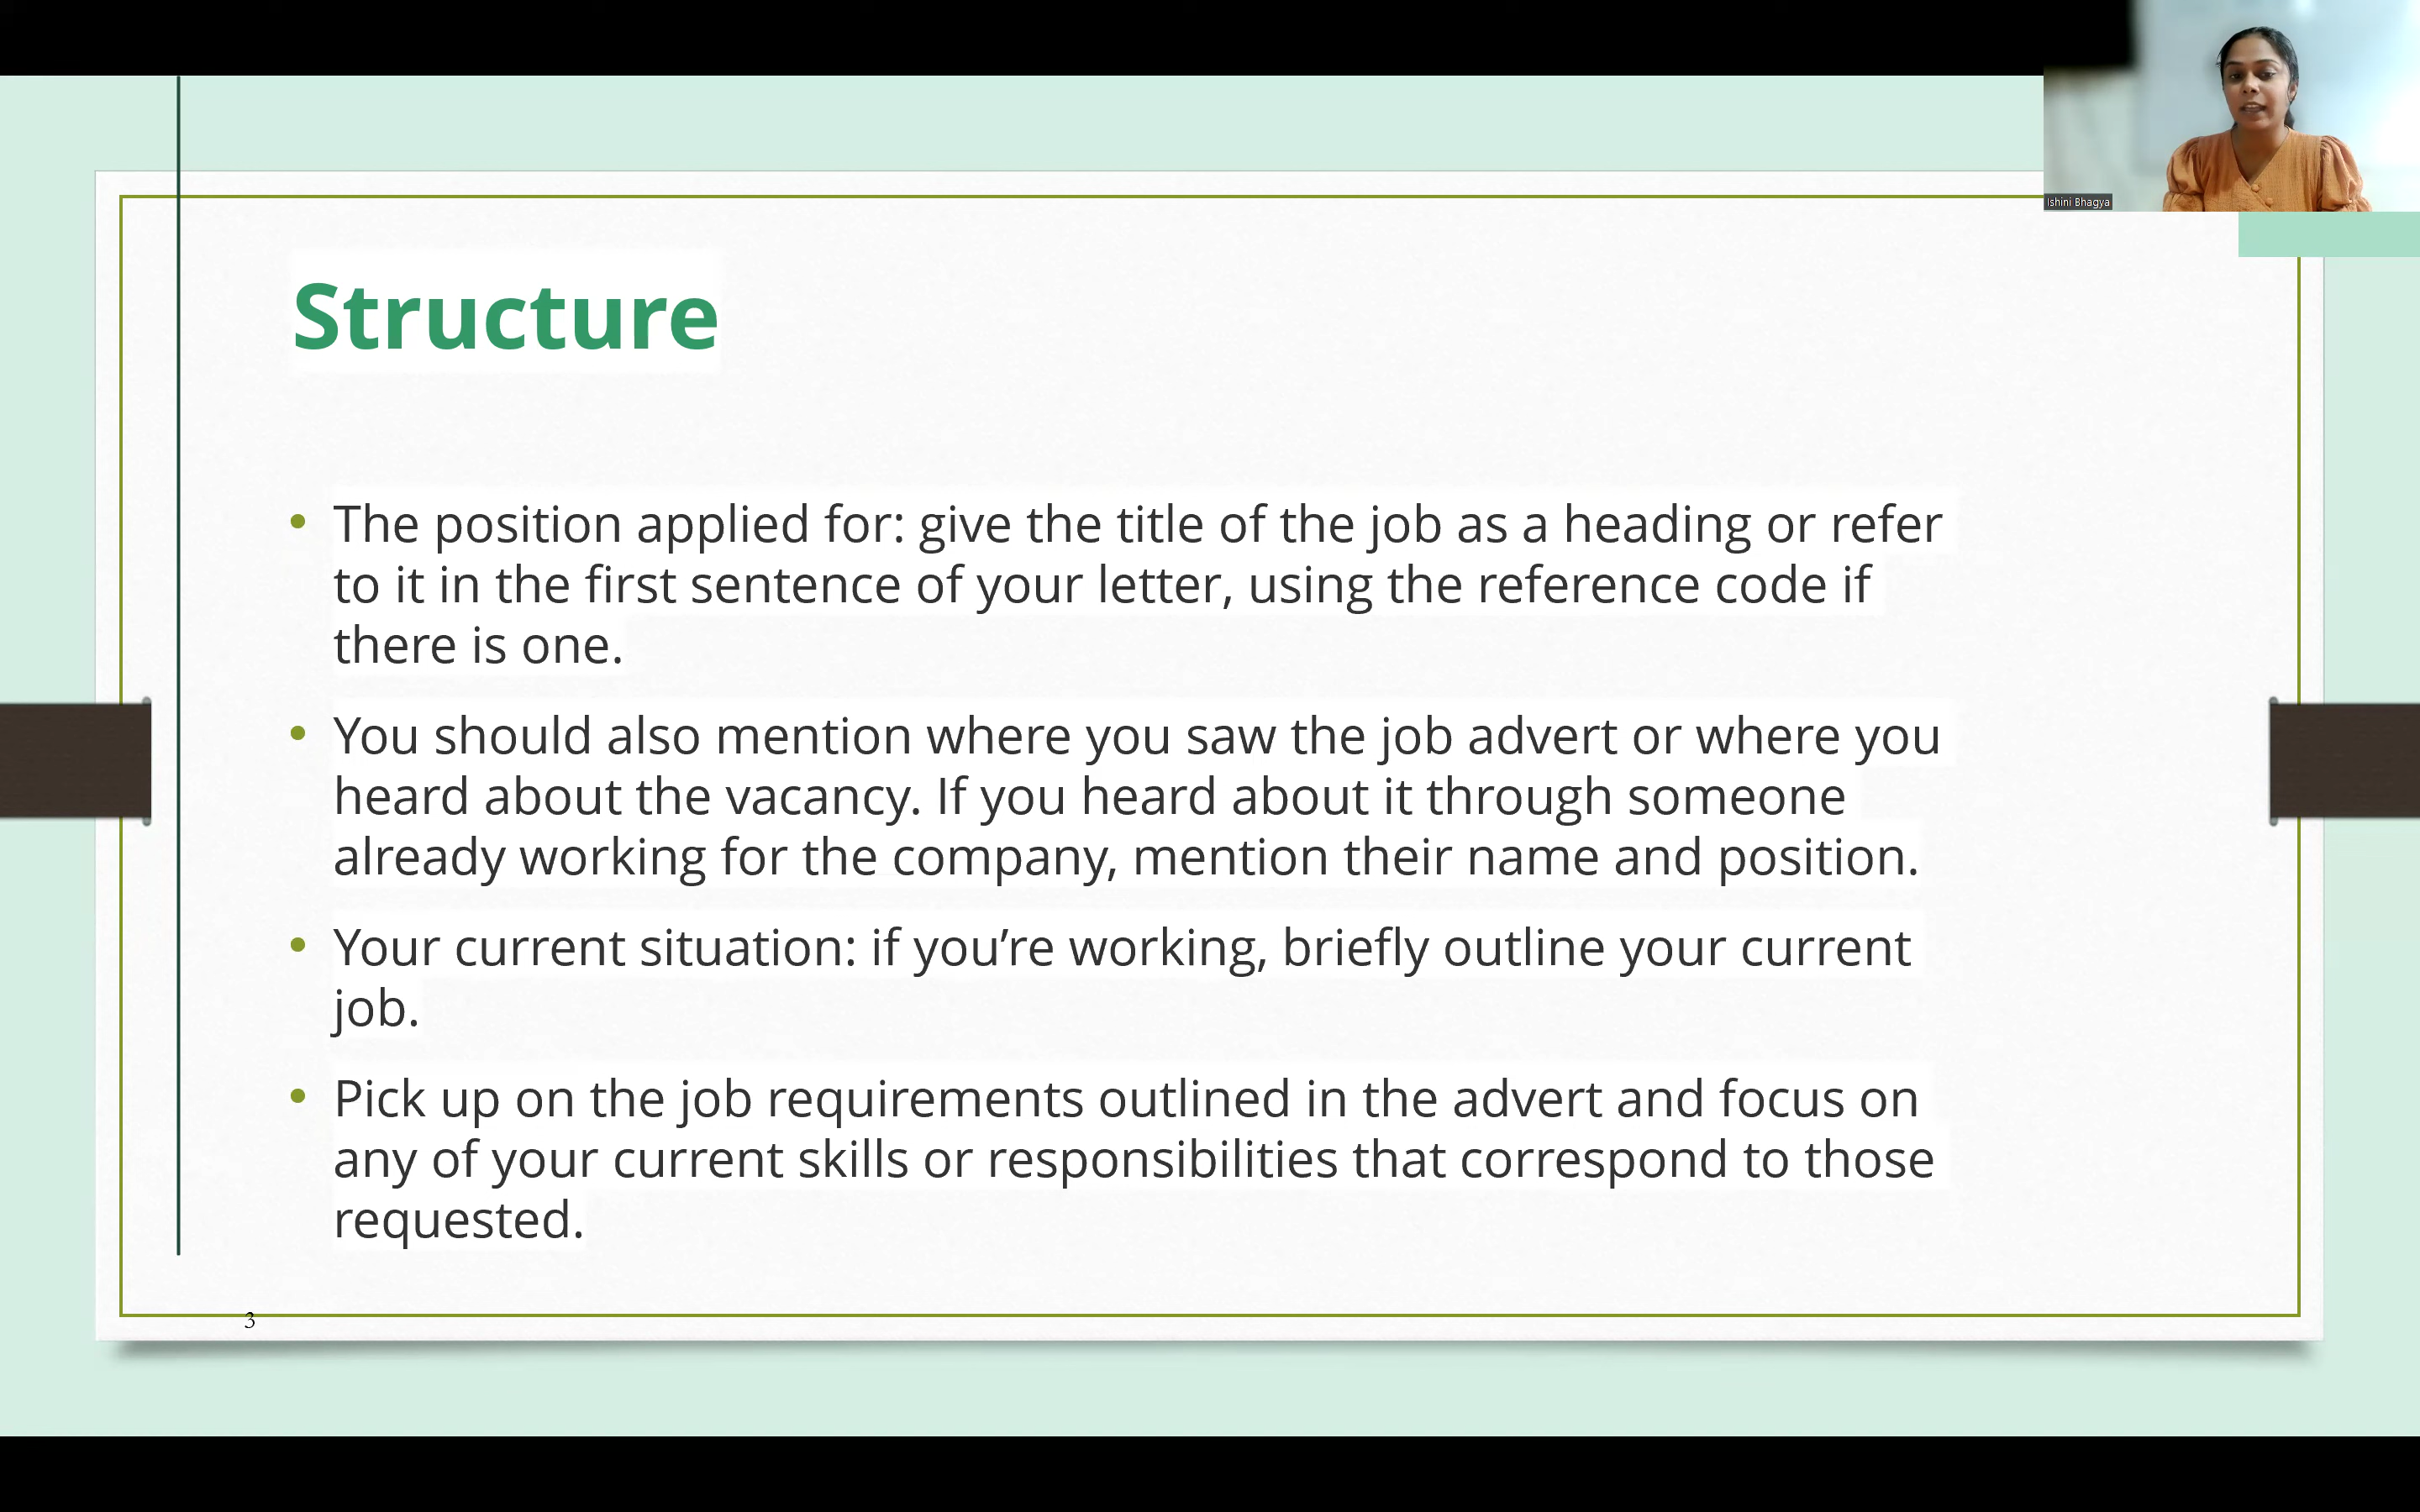 Ishini Bhagya
Structure
• The position applied for: give the title of the job as a heading or refer
to it in the first sentence of your letter, using the reference code if
there is one.
• You should also mention where you saw the job advert or where you
heard about the vacancy. If you heard about it through someone
already working for the company, mention their name and position.
• Your current situation: if you’re working, briefly outline your current
job.
• Pick up on the job requirements outlined in the advert and focus on
any of your current skills or responsibilities that correspond to those
requested.
3